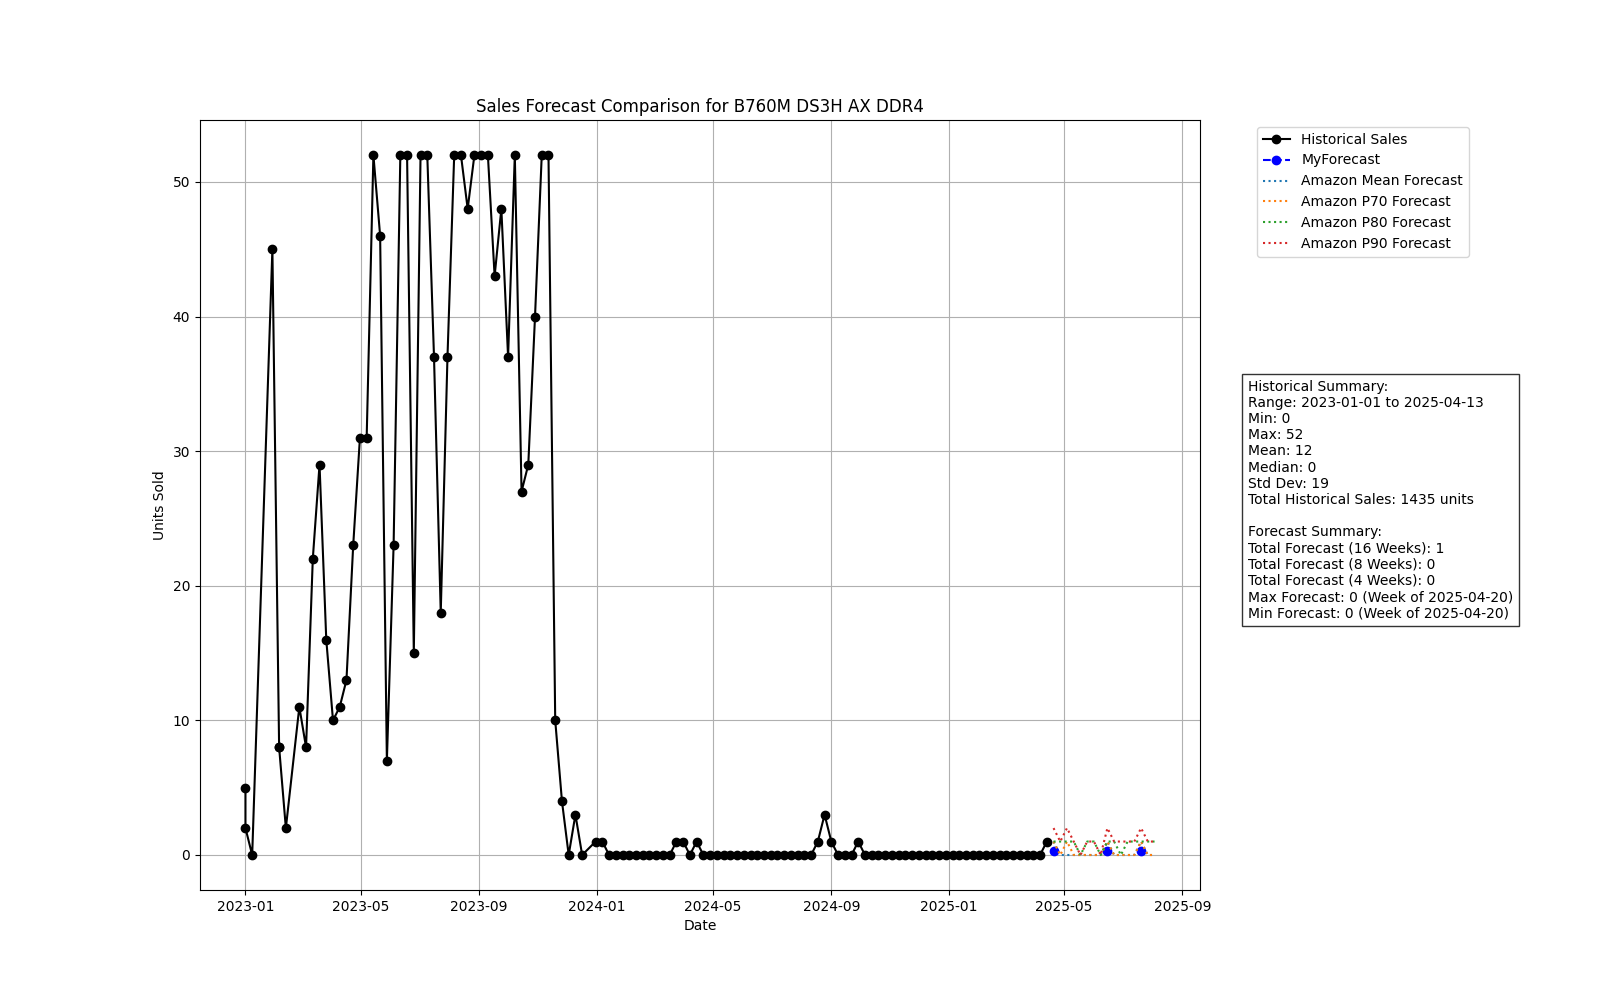 Sales Forecast Comparison for B760M DS3H AX DDR4
Historical Sales
MyForecast
Amazon Mean Forecast
Amazon P70 Forecast
Amazon P80 Forecast
Amazon P90 Forecast
50
40
30
20
10
0
Units Sold
2023-01 2023-05 2023-09 2024-01 2024-05 2024-09 2025-01 2025-05 2025-09
Date
Historical Summary:
Range: 2023-01-01 to 2025-04-13
Min: 0
Max: 52
Mean: 12
Median: 0
Std Dev: 19
Total Historical Sales: 1435 units
Forecast Summary:
Total Forecast (16 Weeks): 1
Total Forecast (8 Weeks): 0
Total Forecast (4 Weeks): 0
Max Forecast: 0 (Week of 2025-04-20)
Min Forecast: 0 (Week of 2025-04-20)